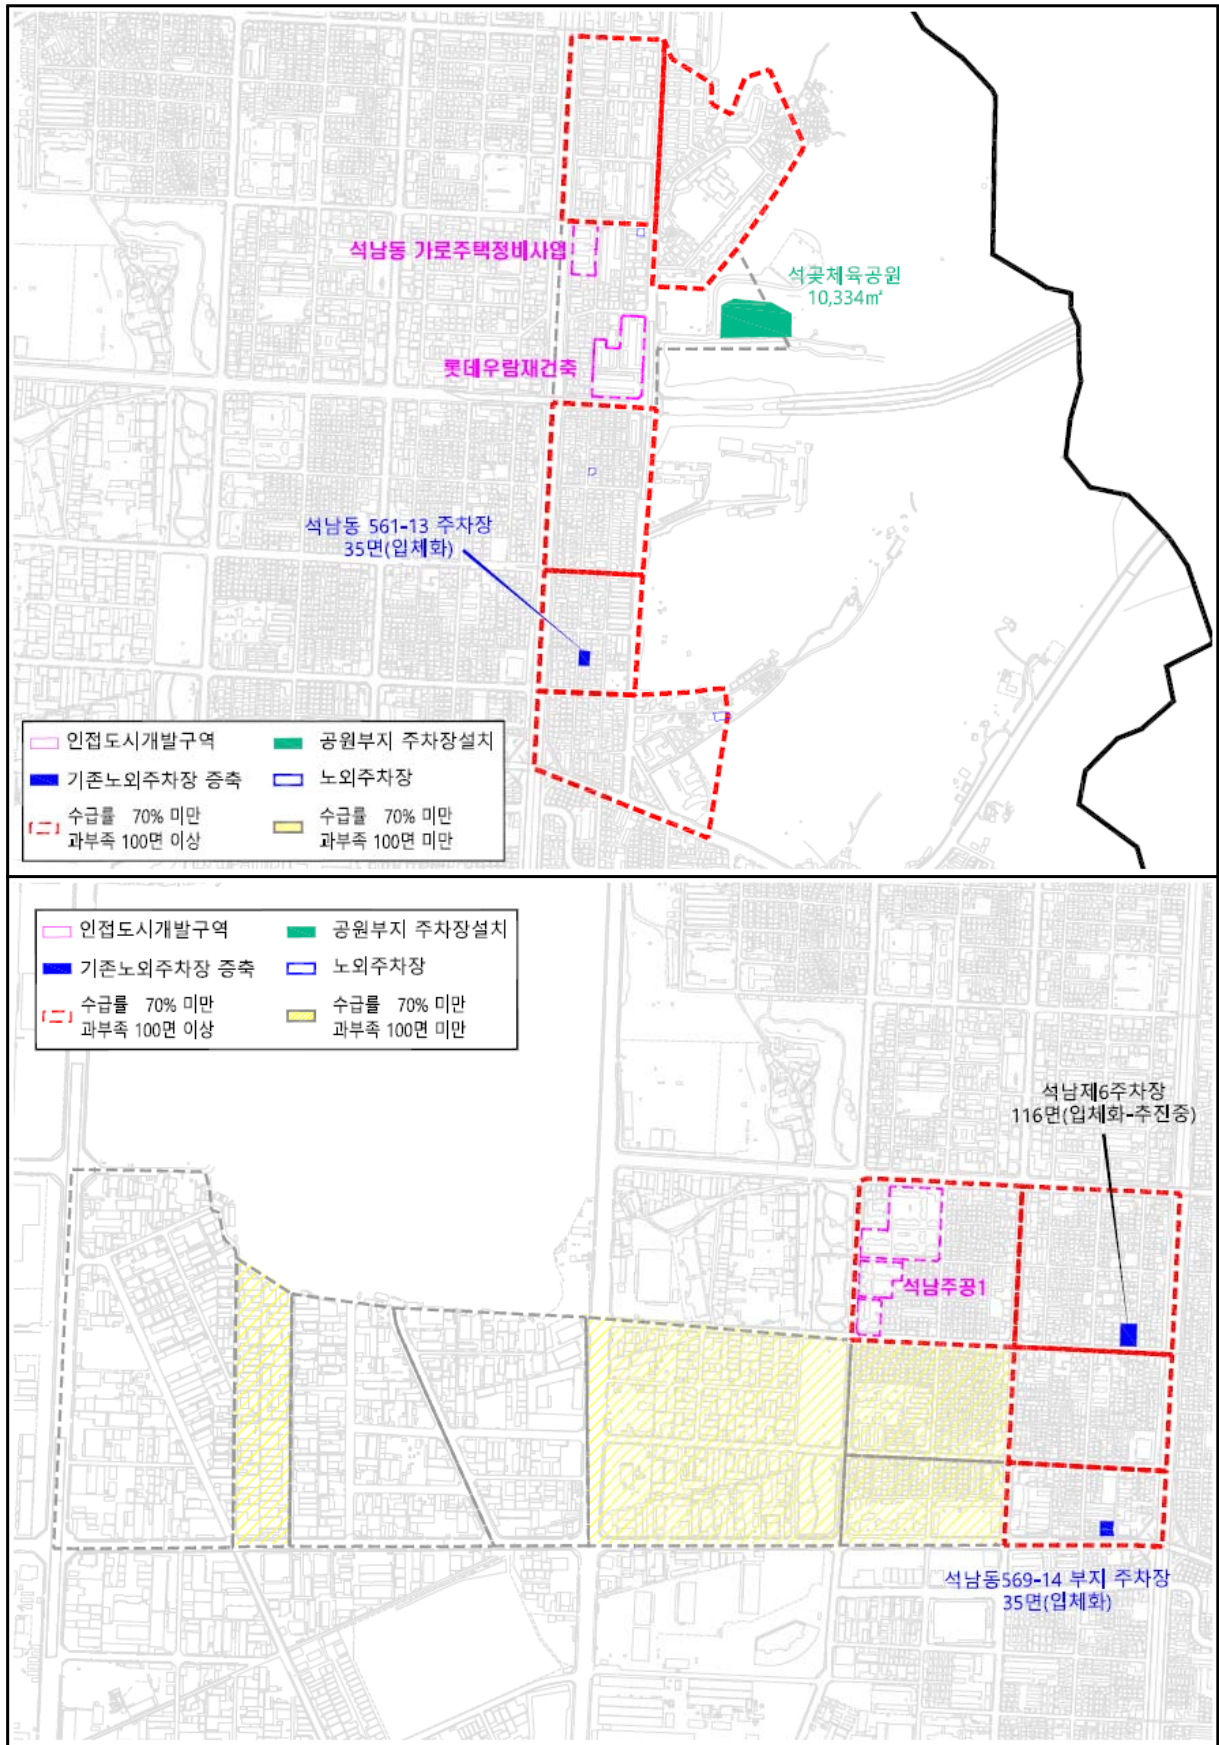 석남동 가로주택정비사업
석곶체육공원
10,334㎡
롯데우람재건축
석남동 561-13 주차장
35면(입체화)
인접도시개발구역
공원부지 주차장설치
기존노외주차장 증축
노외주차장
수급률 70% 미만
과부족 100면 이상
수급률 70% 미만
과부족 100면 미만
인접도시개발구역
공원부지 주차장설치
기존노외주차장 증축
노외주차장
수급률 70% 미만
과부족 100면 이상
수급률 70% 미만
과부족 100면 미만
석남제6주차장
116면(입체화-추진중)
석남주공1
석남동569-14 부지 주차장
35면(입체화)